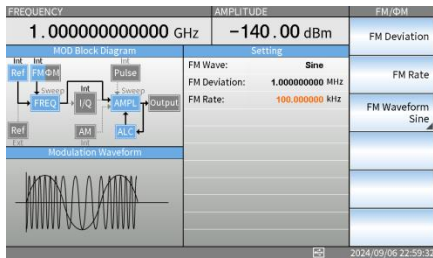 FREQUENCY
AMPLITUDE
FM/ΦM
1.000000000000 GHz
-140.00 dBm
FM Deviation
MOD Block Diagram
Setting
Int
Int
Int
Ref
FM
ΦM
Pulse
Sweep
Sweep
Int
FREQ
I/Q
AMPL
Output
Ref
AM
ALC
Ext
Int
FM Wave: Sine
FM Deviation: 1.000000000 MHz
FM Rate: 100.000000 kHz
FM Rate
FM Waveform
Sine
Modulation Waveform
2024/09/06 22:59:32